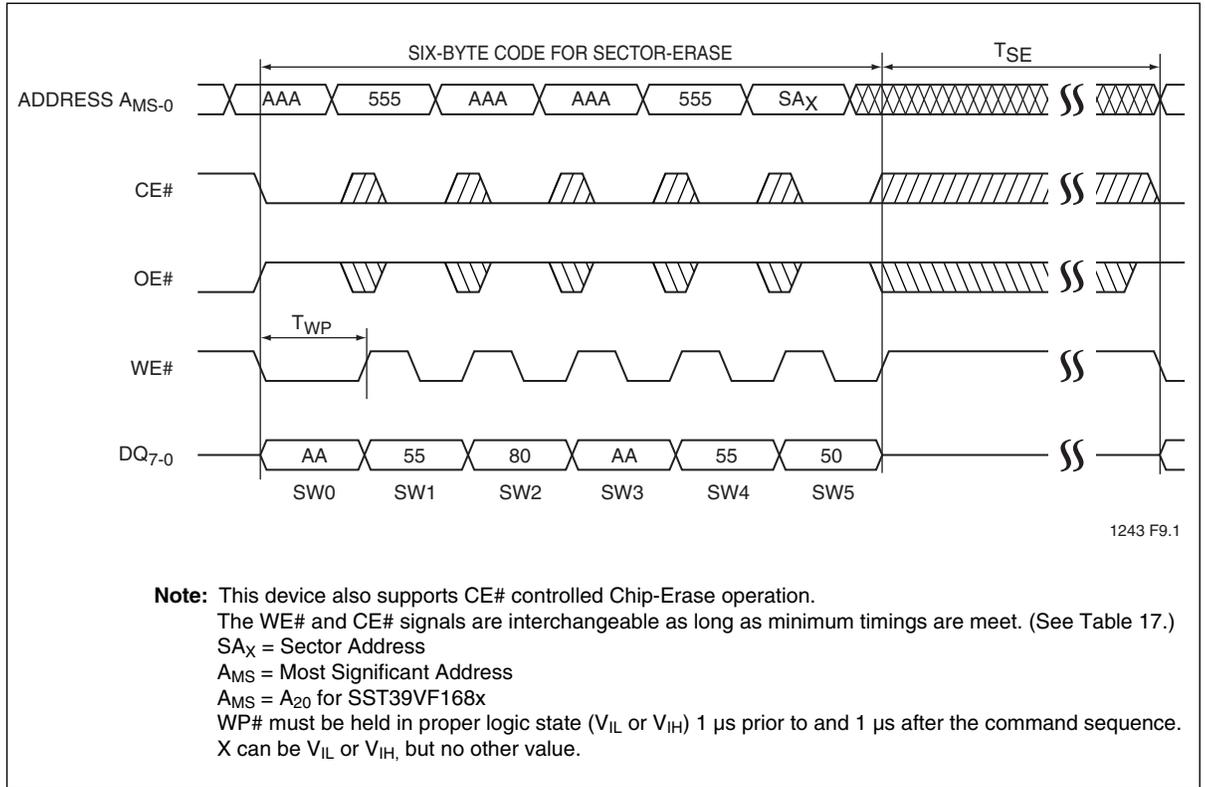 SIX-BYTE CODE FOR SECTOR-ERASE TSE
ADDRESS AMS-0 AAA 555 AAA AAA 555 SAX
CE#
OE#
TWP
WE#
DQ7-0 AA 55 80 AA 55 50
SW0 SW1 SW2 SW3 SW4 SW5
1243 F9.1
Note: This device also supports CE# controlled Chip-Erase operation.
The WE# and CE# signals are interchangeable as long as minimum timings are meet. (See Table 17.)
SAX = Sector Address
AMS = Most Significant Address
AMS = A20 for SST39VF168x
WP# must be held in proper logic state (VIL or VIH) 1 µs prior to and 1 µs after the command sequence.
X can be VIL or VIH, but no other value.